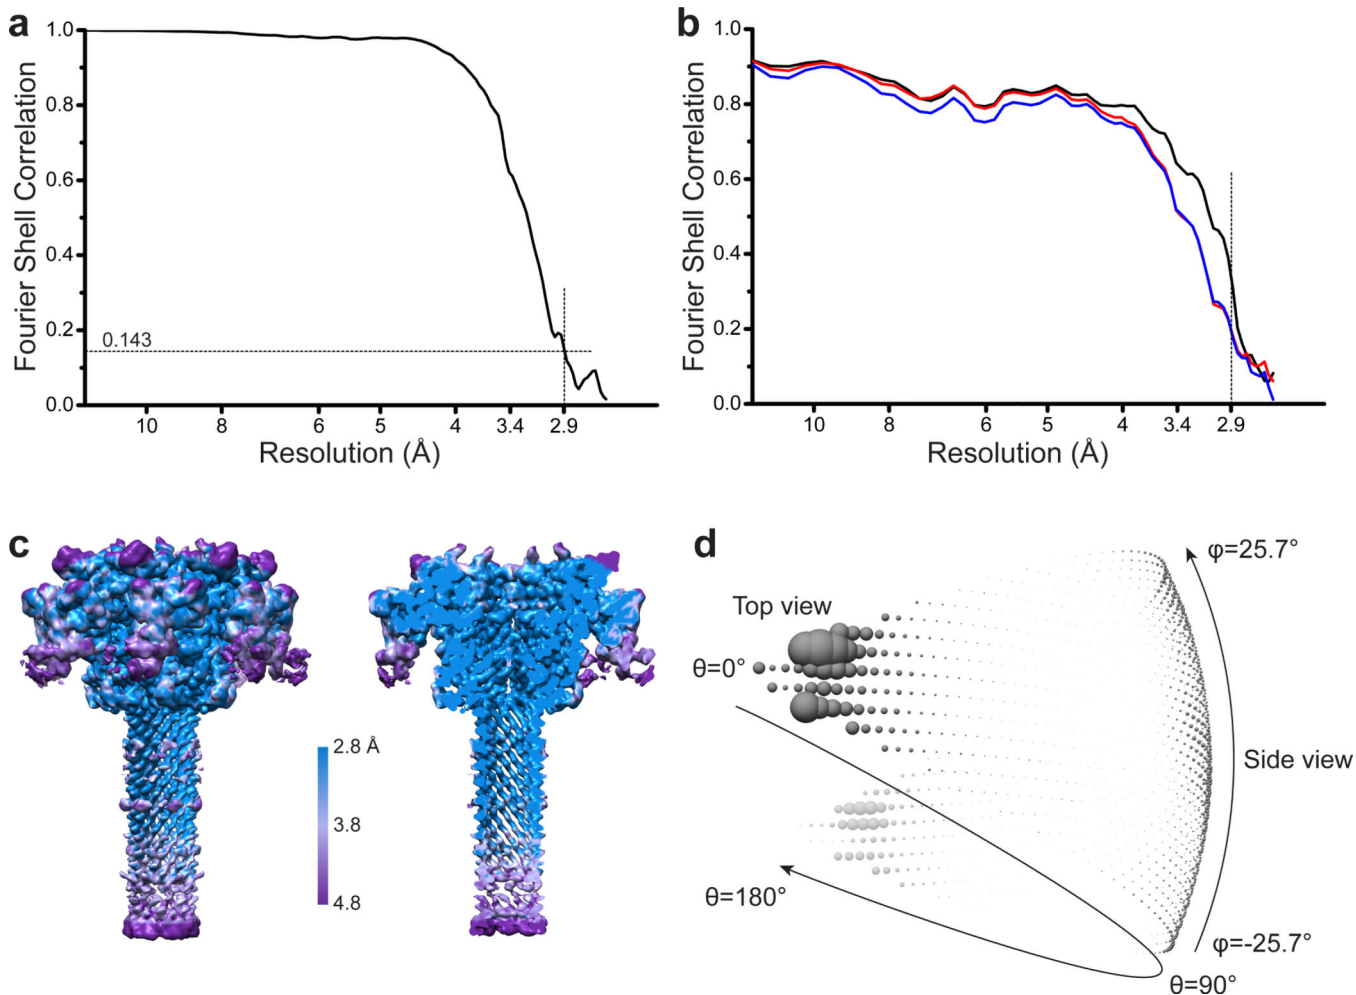 a
1.0
0.8
0.6
0.4
0.2
0.0
0.143
Fourier Shell Correlation
10 8 6 5 4 3.4 2.9
Resolution (Å)
b
1.0
0.8
0.6
0.4
0.2
0.0
Fourier Shell Correlation
10 8 6 5 4 3.4 2.9
Resolution (Å)
c
2.8 Å
3.8
4.8
d
φ=25.7°
Top view
θ=0°
Side view
θ=180°
φ=-25.7°
θ=90°